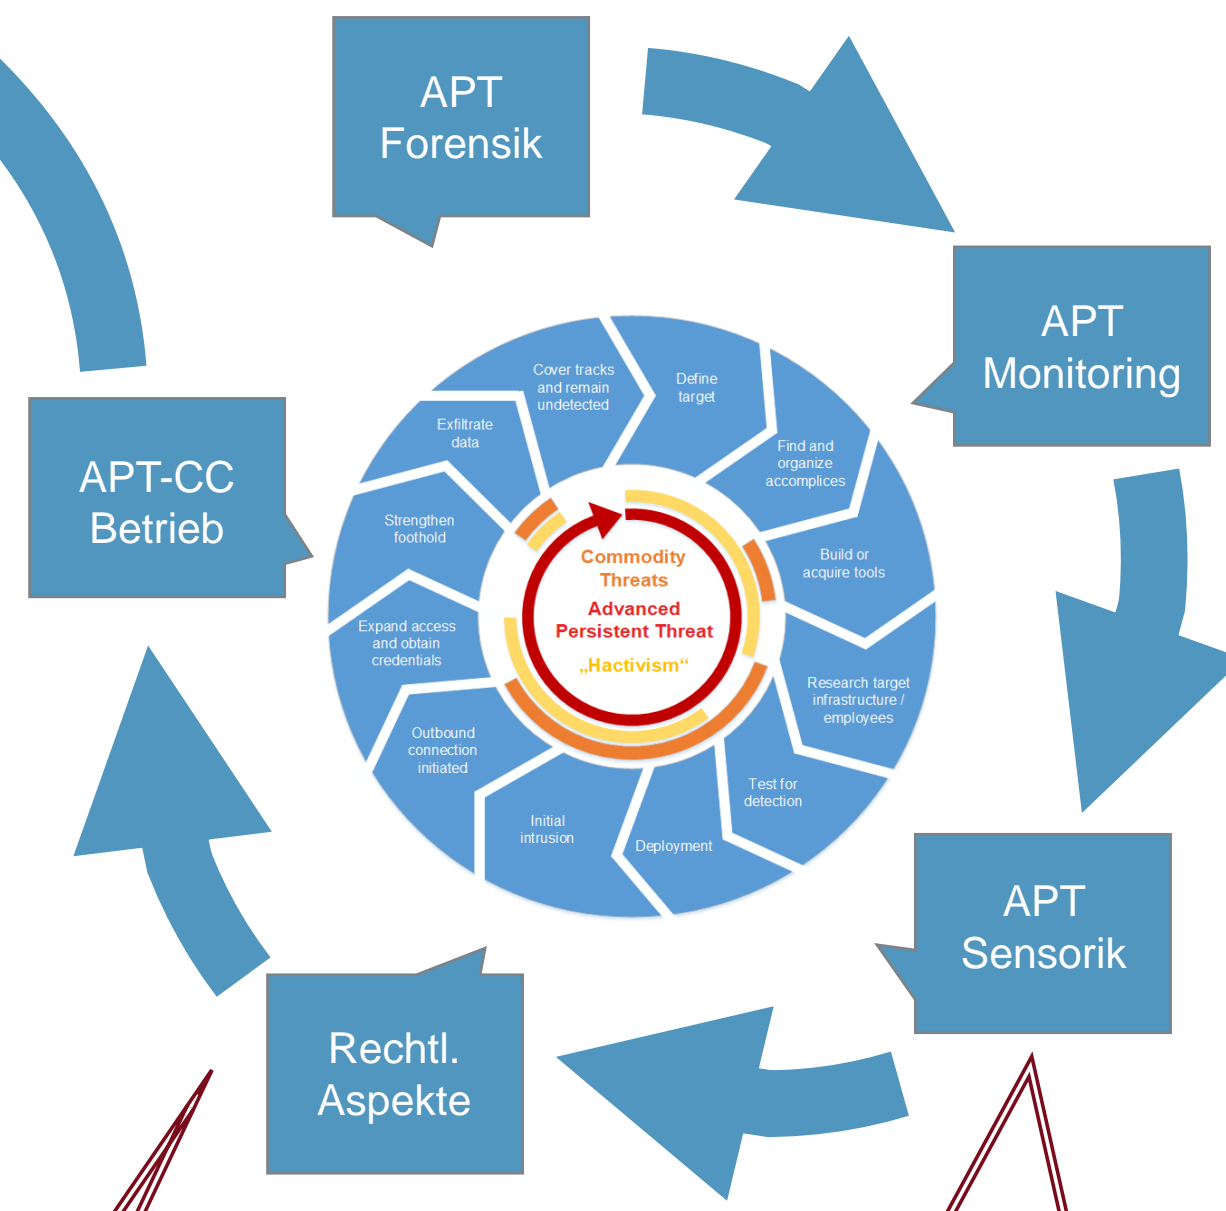 APT
Forensik
APT
Monitoring
APT
Sensorik
Rechtl.
Aspekte
APT-CC
Betrieb
Define
target
Find and
organize
accomplices
Build or
acquire tools
Research target
infrastructure /
employees
Test for
detection
Deployment
Initial
intrusion
Outbound
connection
initiated
Expand access
and obtain
credentials
Strengthen
foothold
Exfiltrate
data
Cover tracks
and remain
undetected
Commodity
Threats
Advanced
Persistent Threat
„Hactivism“